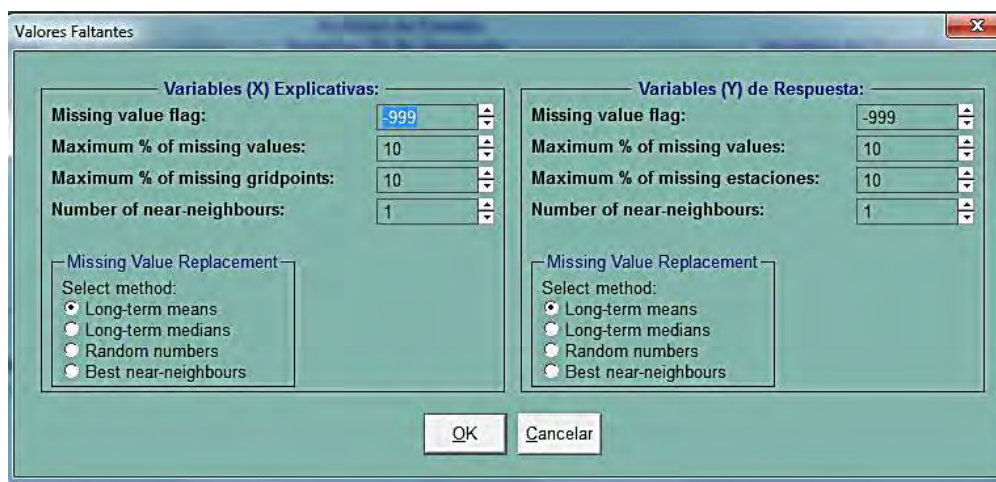 Valores Faltantes
Variables (X) Explicativas:
Missing value flag: -999
Maximum % of missing values: 10
Maximum % of missing gridpoints: 10
Number of near-neighbours: 1
Missing Value Replacement
Select method:
Long-term means
Long-term medians
Random numbers
Best near-neighbours
Variables (Y) de Respuesta:
Missing value flag: -999
Maximum % of missing values: 10
Maximum % of missing estaciones: 10
Number of near-neighbours: 1
Missing Value Replacement
Select method:
Long-term means
Long-term medians
Random numbers
Best near-neighbours
OK Cancelar